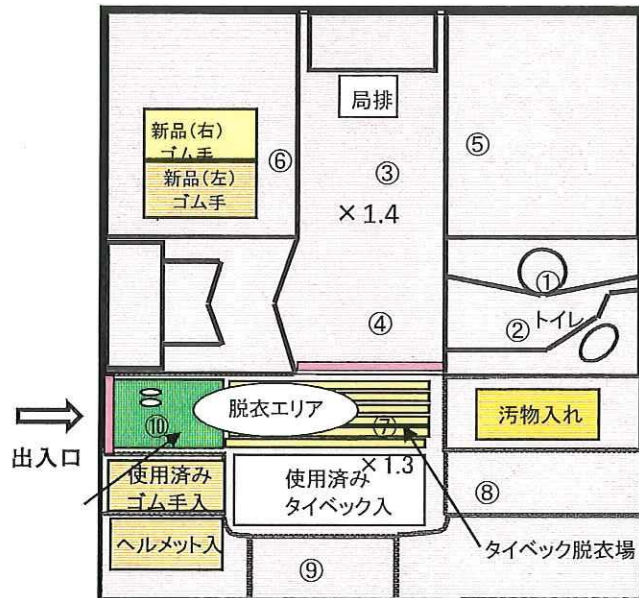 局排
新品(右)
ゴム手
新品(左)
ゴム手
⑥
③
⑤
×1.4
①
④
②
トイレ
出入口
⑩
脱衣エリア
⑦
汚物入れ
×1.3
使用済み
ゴム手入
使用済み
タイベック入
⑧
ヘルメット入
⑨
タイベック脱衣場